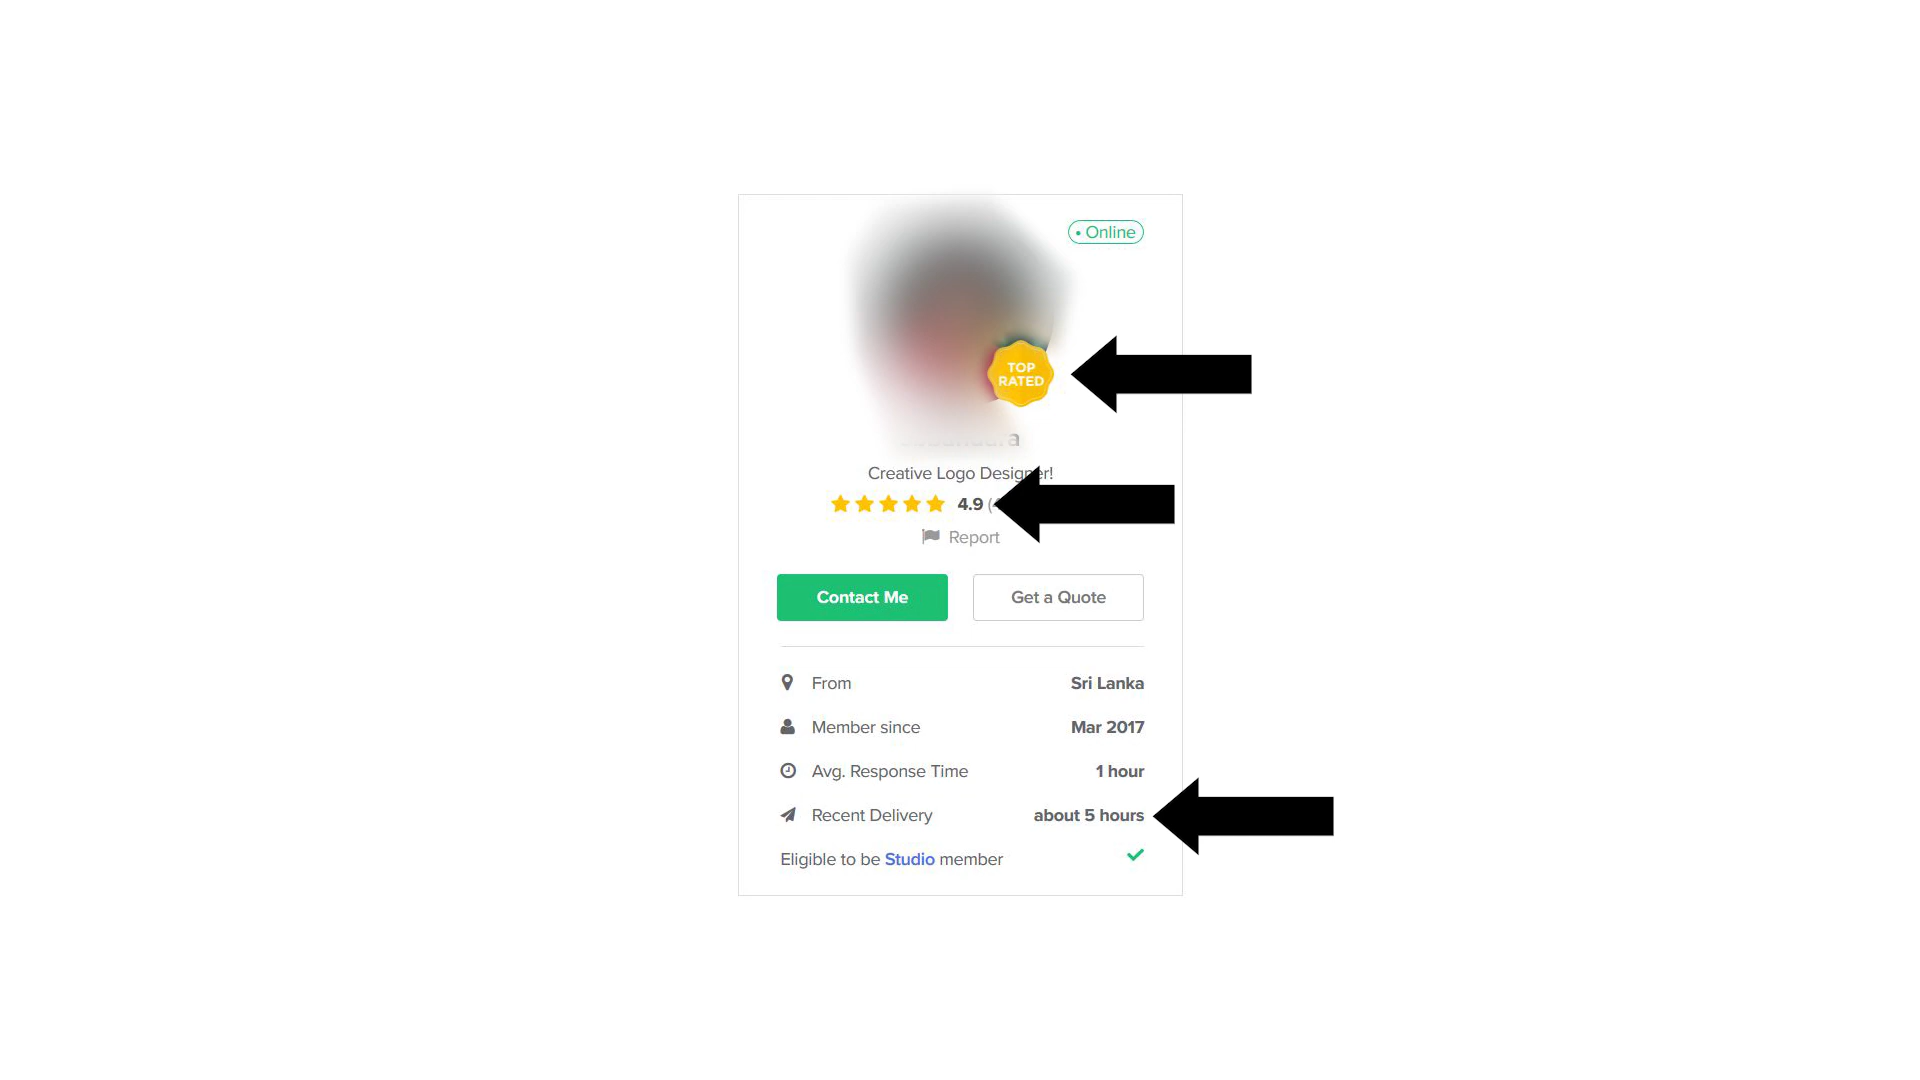 • Online
TOP
RATED
Creative Logo Designer!
4.9
Report
Contact Me
Get a Quote
From Sri Lanka
Member since Mar 2017
Avg. Response Time 1 hour
Recent Delivery about 5 hours
Eligible to be Studio member